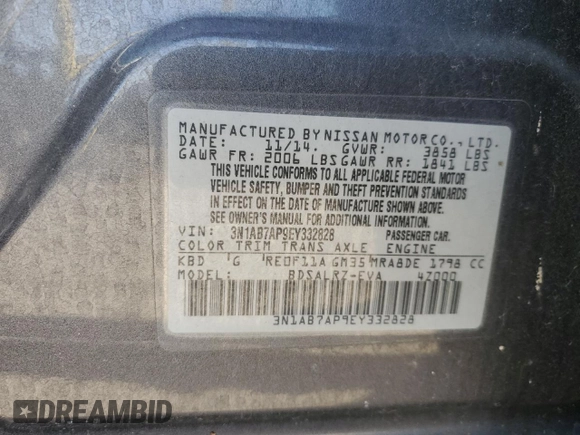 MANUFACTURED BY NISSAN MOTOR CO., LTD.
DATE: 11/14. GVWR: 3858 LBS
GAWR FR: 2006 LBS GAWR RR: 1841 LBS
THIS VEHICLE CONFORMS TO ALL APPLICABLE FEDERAL MOTOR
VEHICLE SAFETY, BUMPER AND THEFT PREVENTION STANDARDS
IN EFFECT ON THE DATE OF MANUFACTURE SHOWN ABOVE.
SEE OWNER'S MANUAL FOR ADDITIONAL INFORMATION.
VIN: 3N1AB7AP9EY332828 PASSENGER CAR.
COLOR TRIM TRANS AXLE ENGINE
KBD G RE0F11A GM35 MRA8DE 1798 CC
MODEL: BDSALRZ-EVA 47000
3N1AB7AP9EY332828
DREAMBID